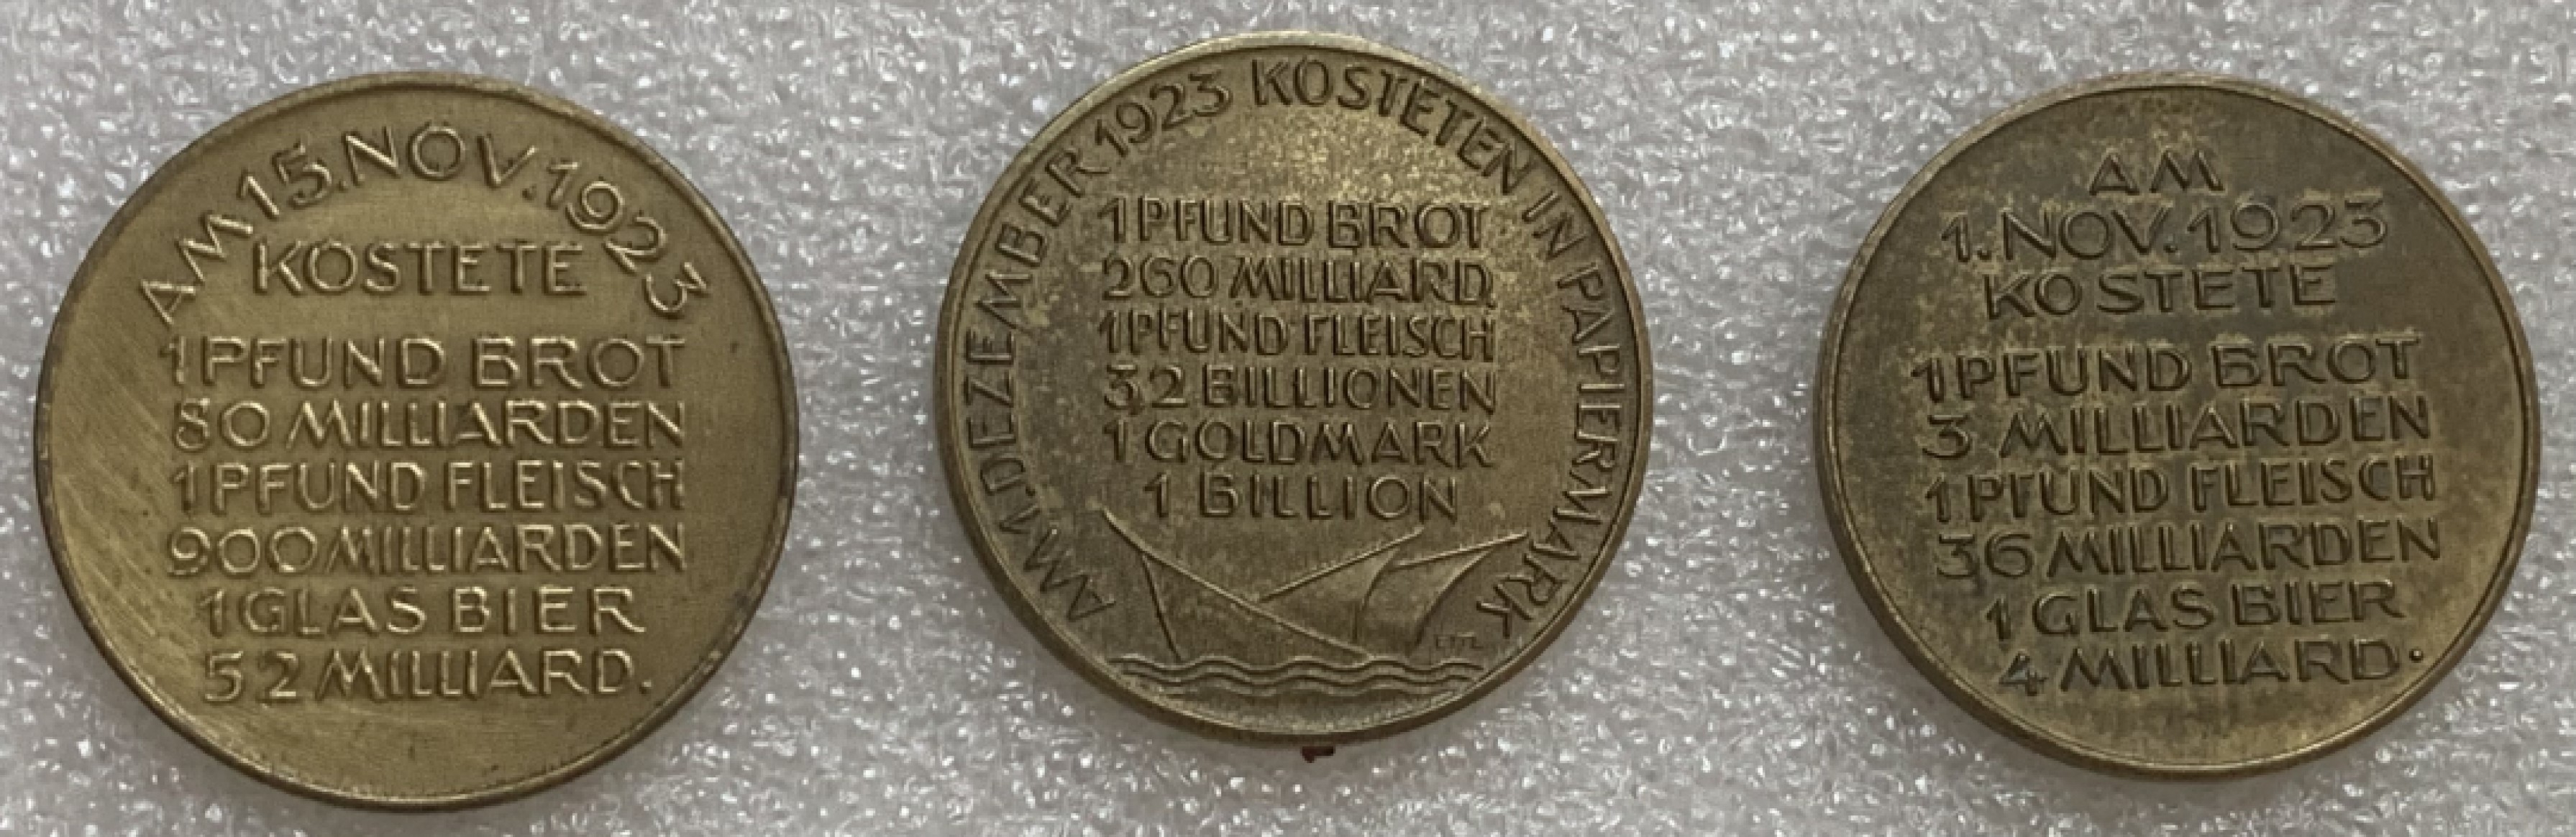 AM 15. NOV. 1923
KOSTETE
1 PFUND BROT
80 MILLIARDEN
1 PFUND FLEISCH
900 MILLIARDEN
1 GLAS BIER
52 MILLIARD.
AM 1. DEZEMBER 1923 KOSTETEN IN PAPIERMARK
1 PFUND BROT
260 MILLIARD.
1 PFUND FLEISCH
3,2 BILLIONEN
1 GOLDMARK
1 BILLION
AM
1. NOV. 1923
KOSTETE
1 PFUND BROT
3 MILLIARDEN
1 PFUND FLEISCH
36 MILLIARDEN
1 GLAS BIER
4 MILLIARD.